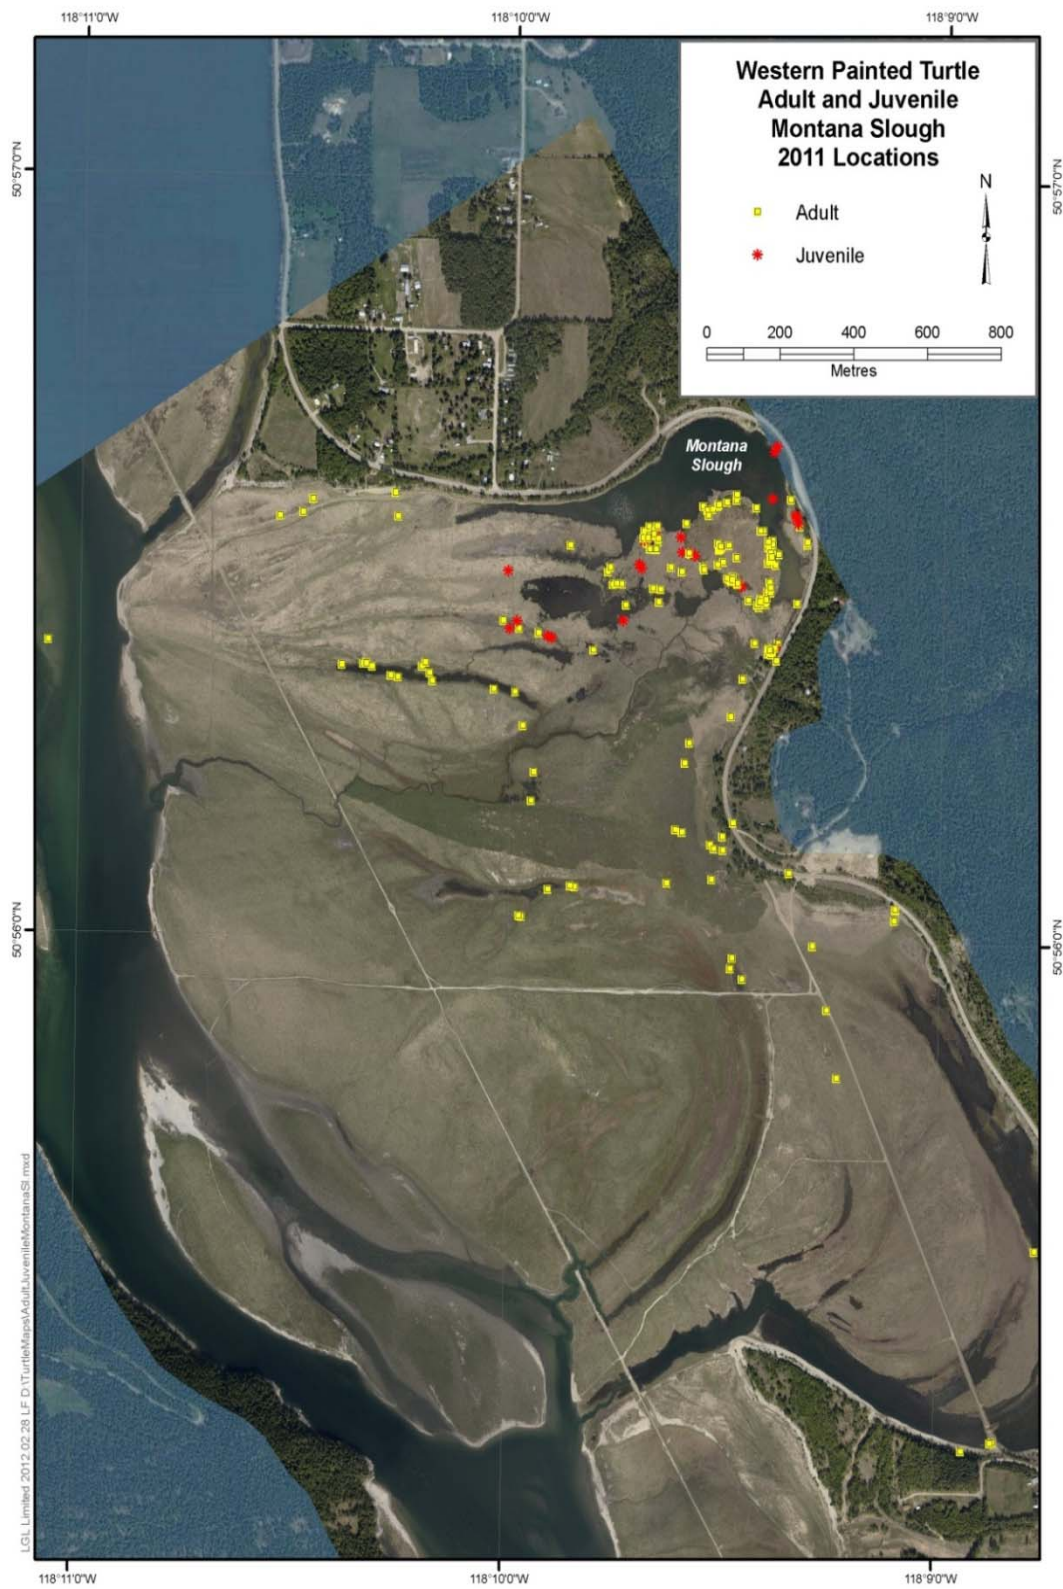 118°11'0"W 118°10'0"W 118°9'0"W
50°57'0"N
50°57'0"N
Western Painted Turtle
Adult and Juvenile
Montana Slough
2011 Locations
N
Adult
Juvenile
0 200 400 600 800
Metres
Montana
Slough
50°56'0"N
50°56'0"N
LGL Limited 2012.02.28 LF D:\TurtleMaps\AdultJuvenileMontanaSl.mxd
118°11'0"W 118°10'0"W 118°9'0"W